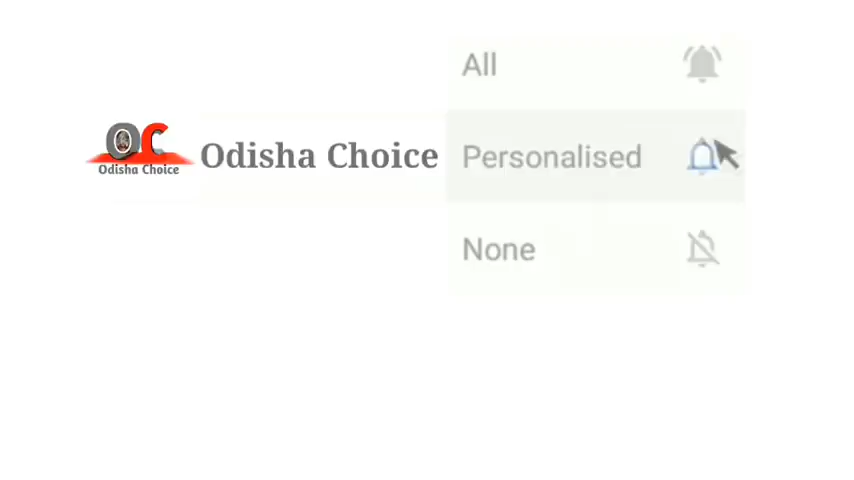 All
OC
Odisha Choice
Odisha Choice
Personalised
None